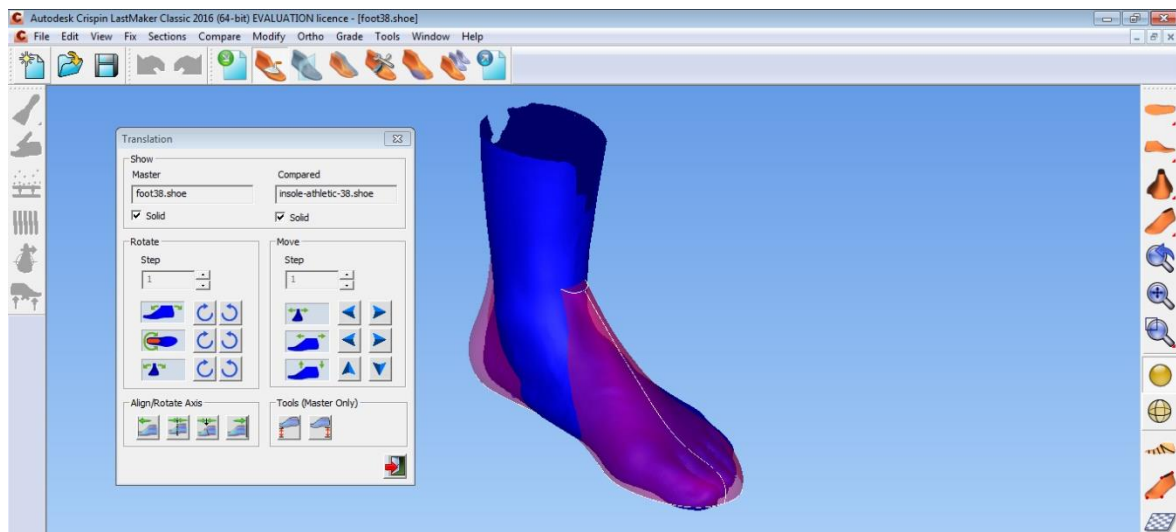 Autodesk Crispin LastMaker Classic 2016 (64-bit) EVALUATION licence - [foot38.shoe]
File Edit View Fix Sections Compare Modify Ortho Grade Tools Window Help
Translation
Show
Master Compared
foot38.shoe insole-athletic-38.shoe
Solid Solid
Rotate Move
Step Step
1 1
Align/Rotate Axis Tools (Master Only)